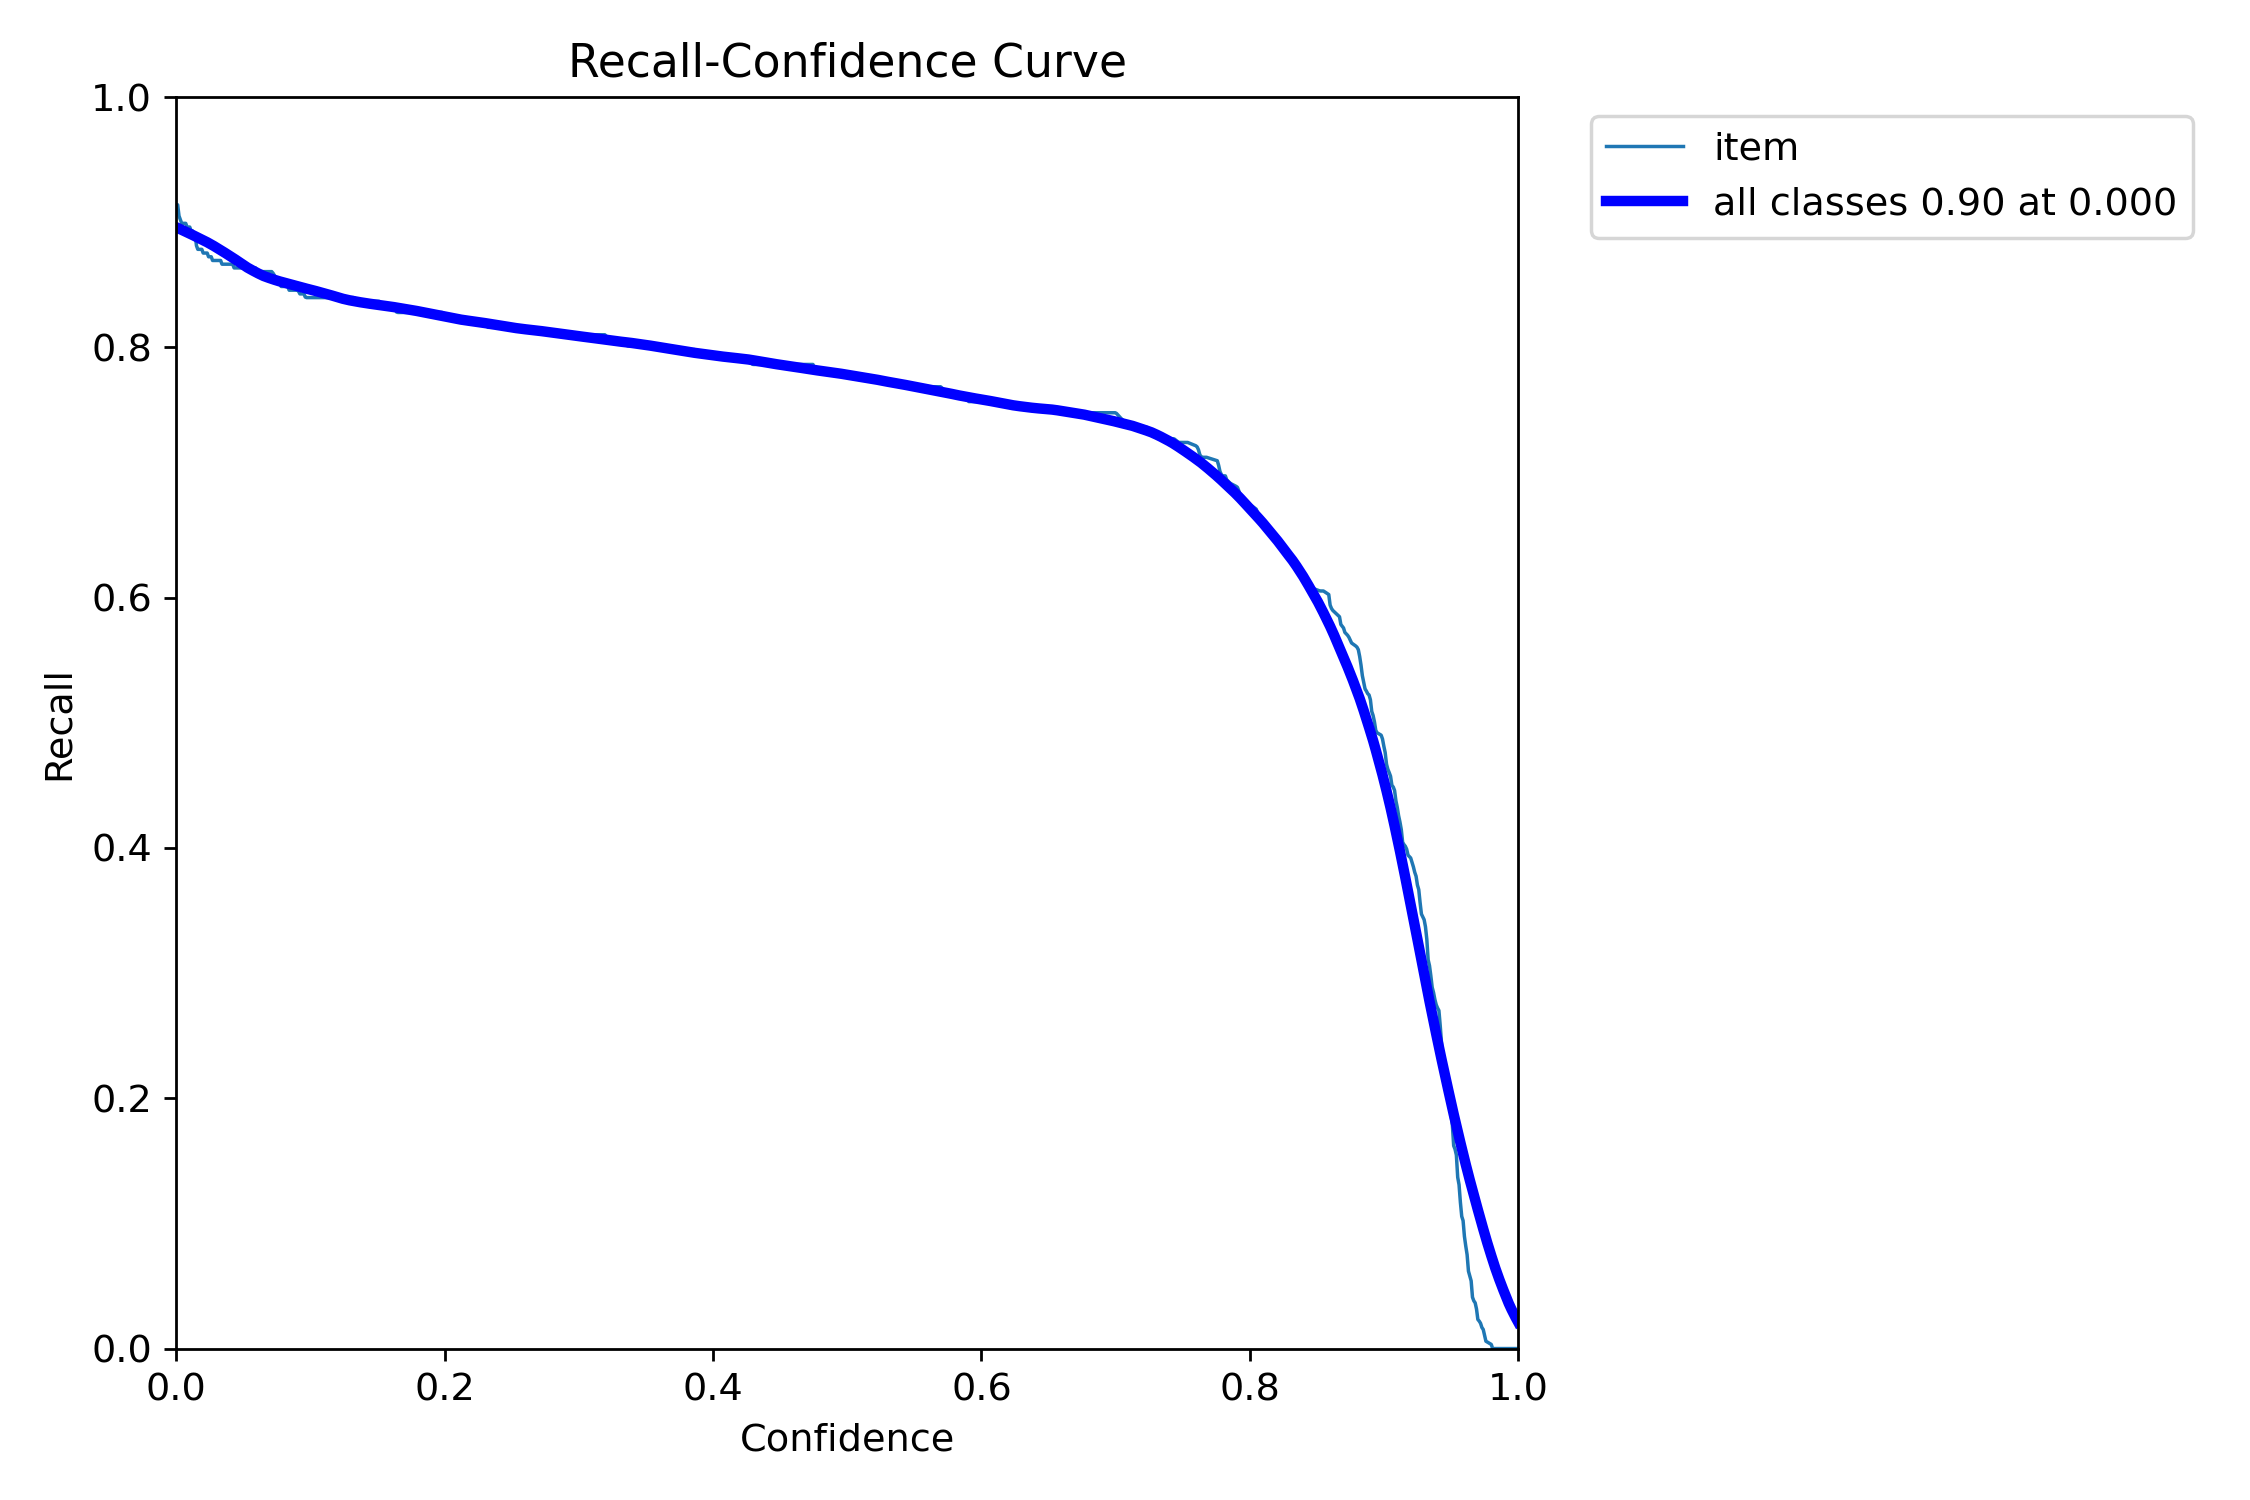 Recall-Confidence Curve
1.0
0.8
0.6
0.4
0.2
0.0
Recall
0.0 0.2 0.4 0.6 0.8 1.0
Confidence
item
all classes 0.90 at 0.000